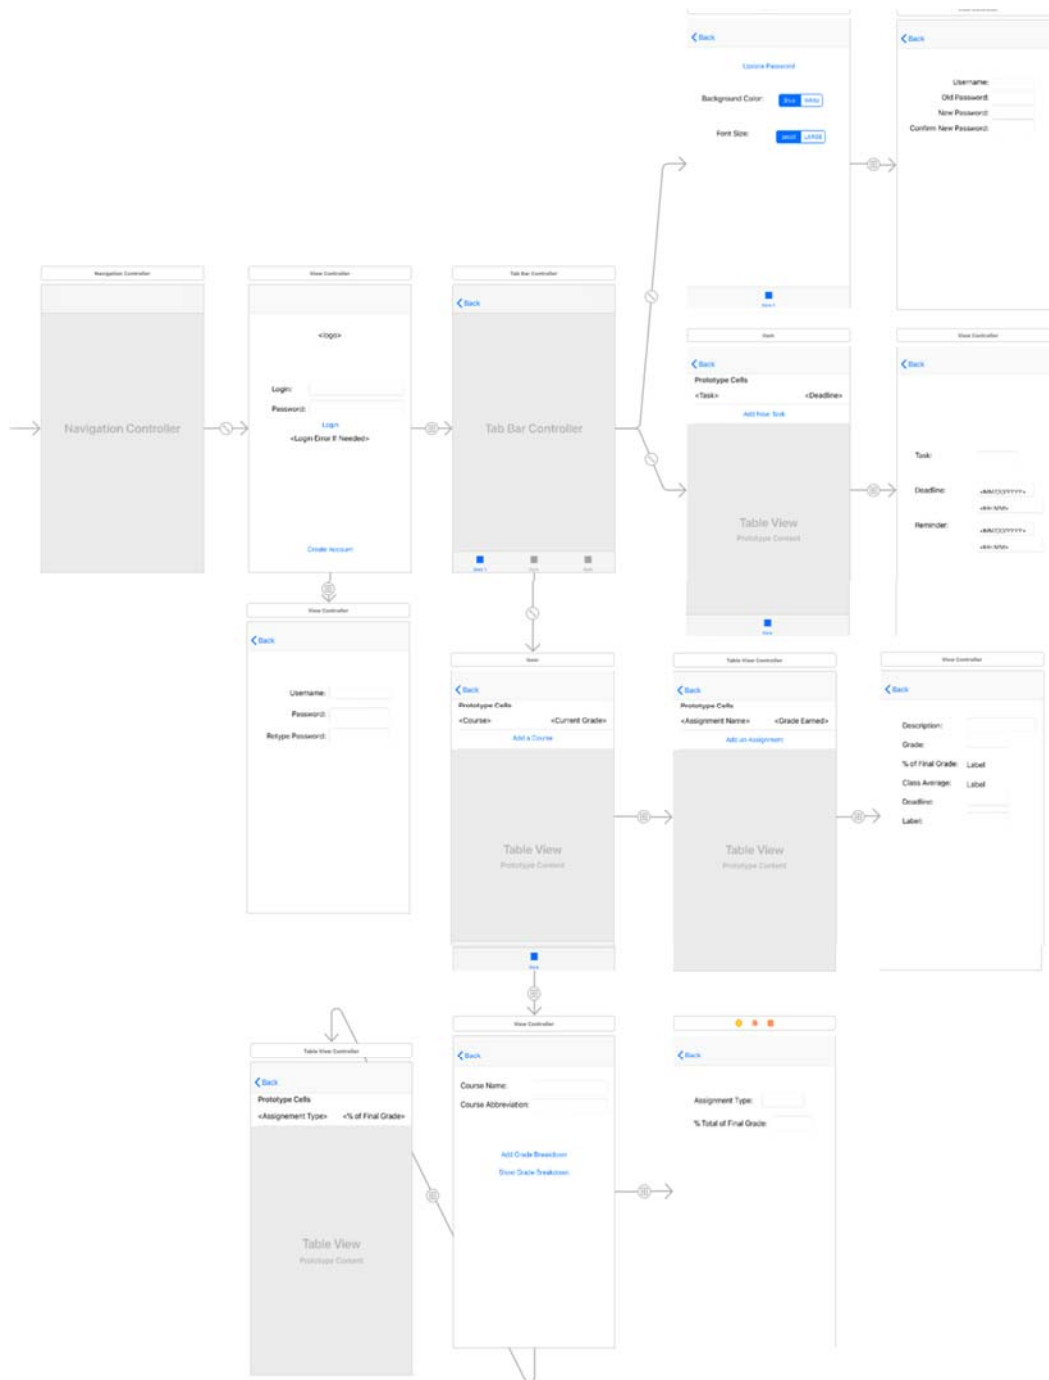 Back
Update Password
Background Color:
Font Size:
LARGE
Back
Username:
Old Password:
New Password:
Confirm New Password:
Navigation Controller
Navigation Controller
View Controller
<logo>
Login:
Password:
Login
<Login Error If Needed>
Create Account
Tab Bar Controller
Back
Tab Bar Controller
Back
Prototype Cells
<Task> <Deadline>
Add New Task
Table View
Prototype Content
View Controller
Back
Task:
Deadline:
Reminder:
View Controller
Back
Username:
Password:
Retype Password:
Back
Prototype Cells
<Course> <Current Grade>
Add a Course
Table View
Prototype Content
Table View Controller
Back
Prototype Cells
<Assignment Name> <Grade Earned>
Add an Assignment
Table View
Prototype Content
View Controller
Back
Description:
Grade:
% of Final Grade: Label
Class Average: Label
Deadline:
Label:
Table View Controller
Back
Prototype Cells
<Assignement Type> <% of Final Grade>
Table View
Prototype Content
View Controller
Back
Course Name:
Course Abbreviation:
Add Grade Breakdown
Show Grade Breakdown
Back
Assignment Type:
% Total of Final Grade: